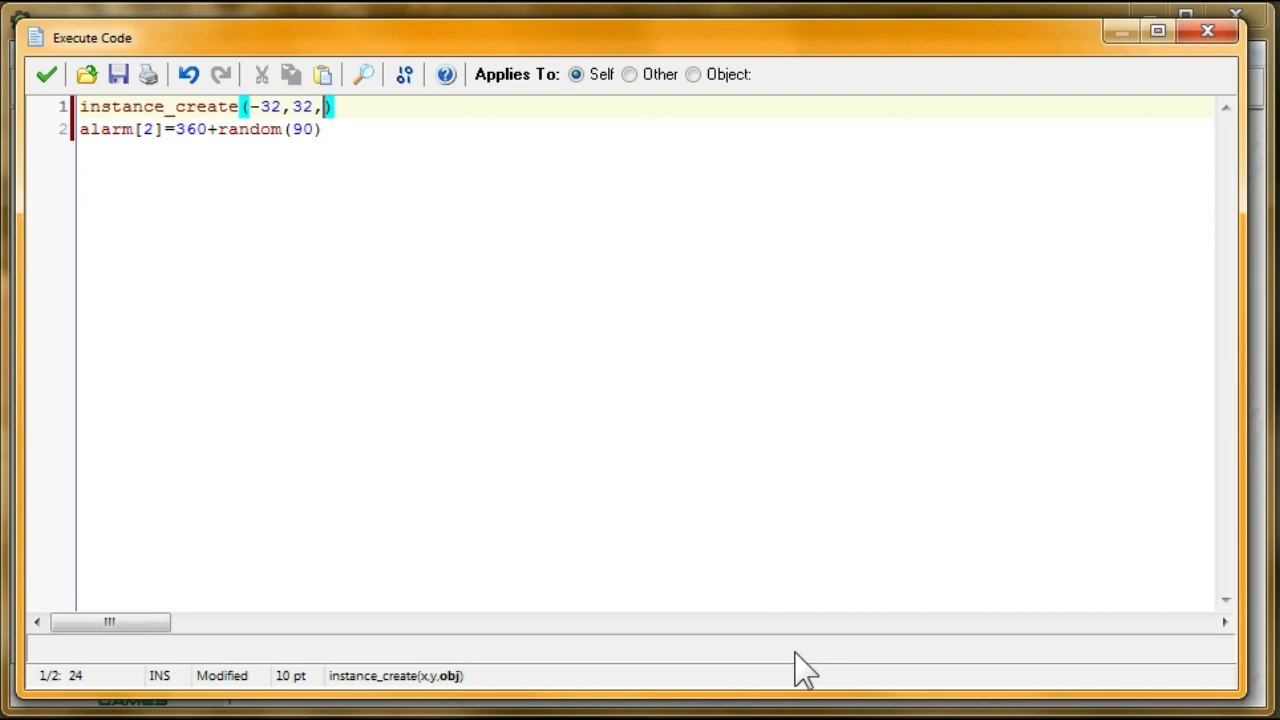 Execute Code
Applies To: Self Other Object:
1 instance_create(-32,32,)
2 alarm[2]=360+random(90)
1/2: 24 INS Modified 10 pt instance_create(x,y,obj)
GAMES